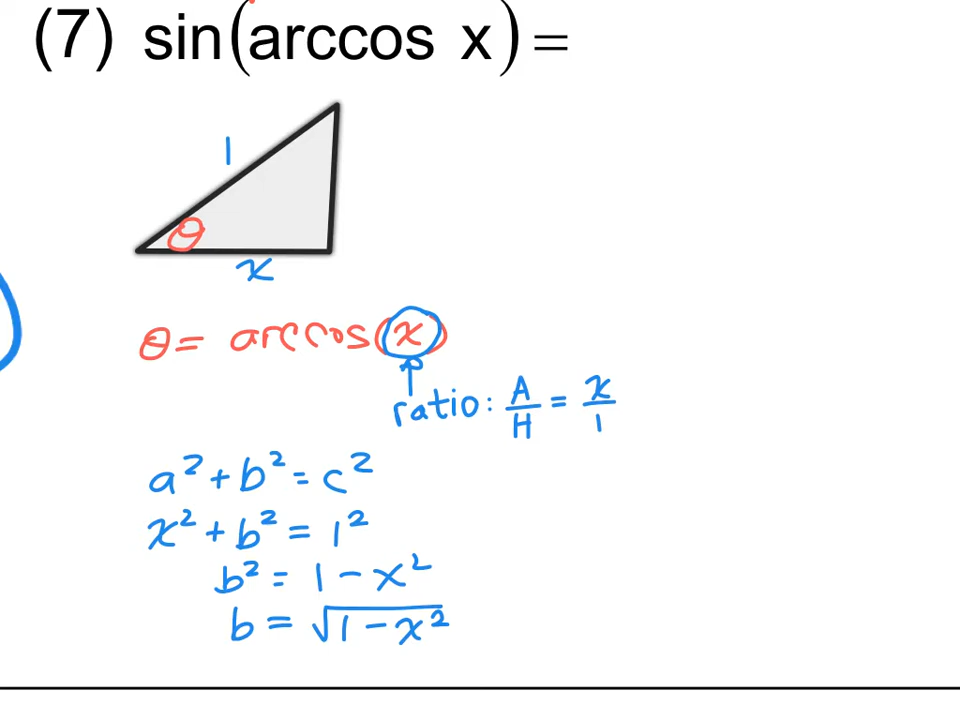 (7) sin(arccos x) =
1
θ
x
θ = arccos(x)
ratio: A/H = x/1
a² + b² = c²
x² + b² = 1²
b² = 1 - x²
b = √1 - x²